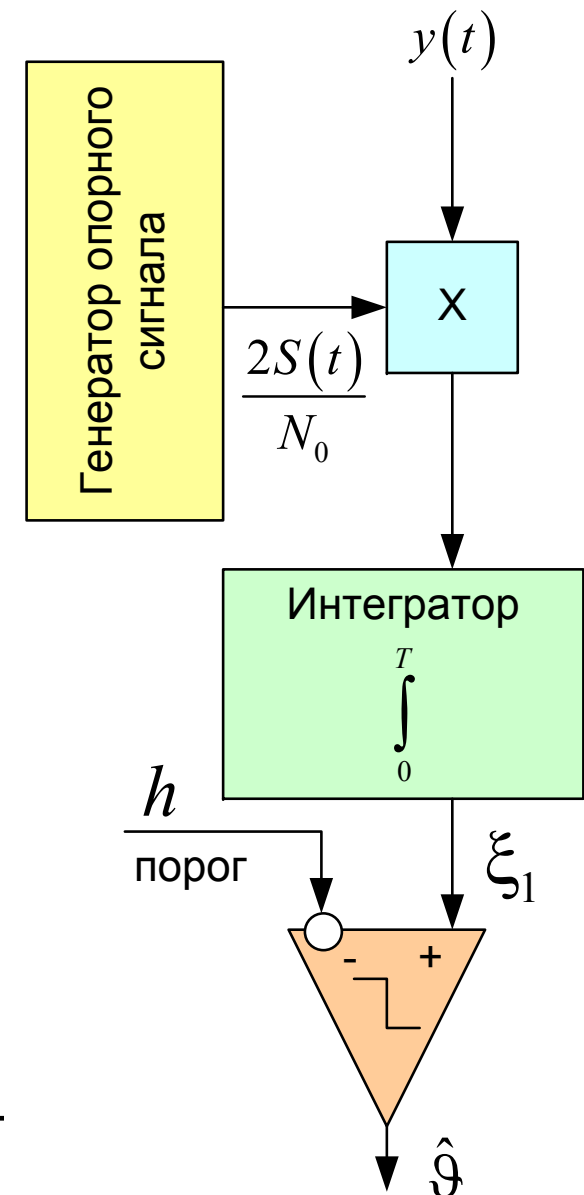 y(t)
Генератор опорного
сигнала
X
2S(t)
N₀
Интегратор
T
∫
0
h
порог
ξ₁
- +
ϑ̂